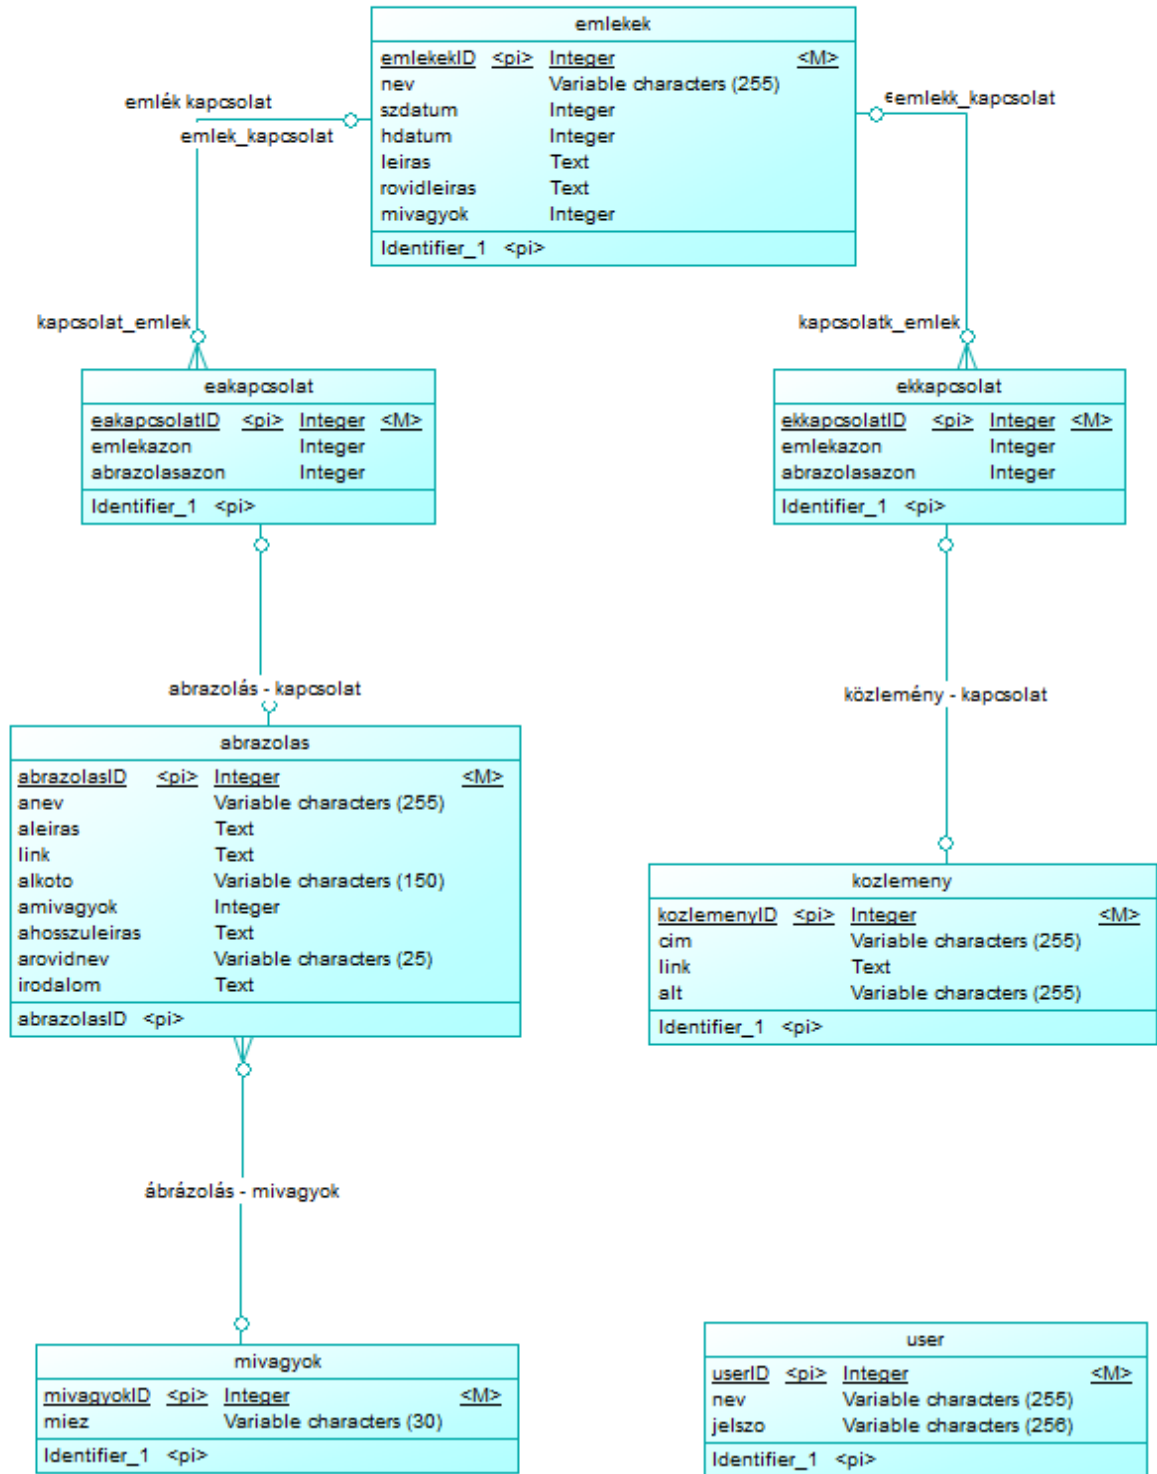 emlekek
emlekekID <pi> Integer <M>
nev Variable characters (255)
szdatum Integer
hdatum Integer
leiras Text
rovidleiras Text
mivagyok Integer
Identifier_1 <pi>
emlék kapcsolat
emlek_kapcsolat
emlekk_kapcsolat
kapcsolat_emlek
kapcsolatk_emlek
eakapcsolat
eakapcsolatID <pi> Integer <M>
emlekazon Integer
abrazolasazon Integer
Identifier_1 <pi>
ekkapcsolat
ekkapcsolatID <pi> Integer <M>
emlekazon Integer
abrazolasazon Integer
Identifier_1 <pi>
abrazolás - kapcsolat
közlemény - kapcsolat
abrazolas
abrazolasID <pi> Integer <M>
anev Variable characters (255)
aleiras Text
link Text
alkoto Variable characters (150)
amivagyok Integer
ahosszuleiras Text
arovidnev Variable characters (25)
irodalom Text
abrazolasID <pi>
kozlemeny
kozlemenyID <pi> Integer <M>
cim Variable characters (255)
link Text
alt Variable characters (255)
Identifier_1 <pi>
ábrázolás - mivagyok
mivagyok
mivagyokID <pi> Integer <M>
miez Variable characters (30)
Identifier_1 <pi>
user
userID <pi> Integer <M>
nev Variable characters (255)
jelszo Variable characters (256)
Identifier_1 <pi>